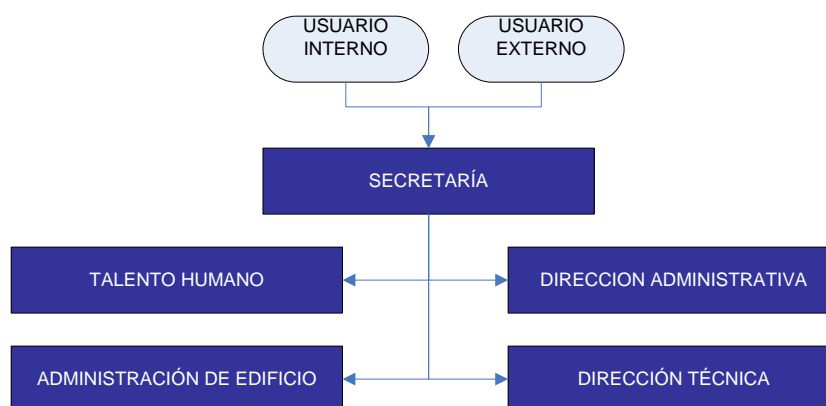 USUARIO
INTERNO
USUARIO
EXTERNO
SECRETARÍA
TALENTO HUMANO
DIRECCION ADMINISTRATIVA
ADMINISTRACIÓN DE EDIFICIO
DIRECCIÓN TÉCNICA